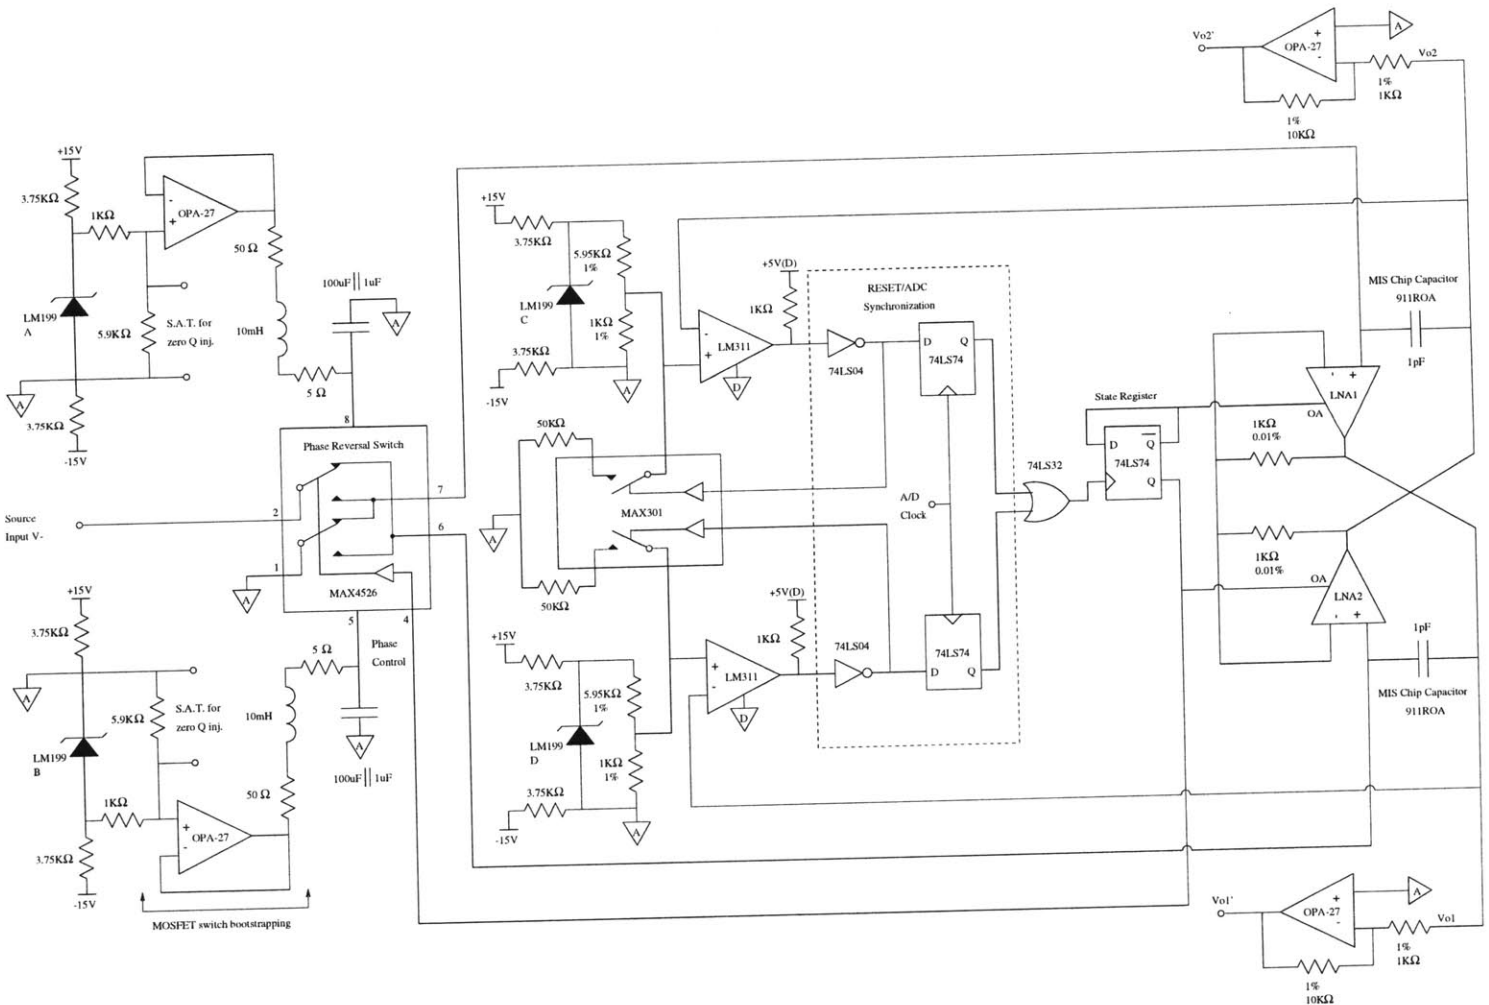 Vo2'
+
OPA-27
-
A
Vo2
1%
1KΩ
1%
10KΩ
+15V
3.75KΩ
1KΩ
-
+
OPA-27
50Ω
LM199
A
5.9KΩ
S.A.T. for
zero Q inj.
10mH
100uF || 1uF
A
5Ω
A
3.75KΩ
-15V
+15V
3.75KΩ
5.95KΩ
1%
LM199
C
1KΩ
1%
3.75KΩ
-15V
A
-
+
LM311
D
+5V(D)
1KΩ
RESET/ADC
Synchronization
74LS04
D
Q
74LS74
MIS Chip Capacitor
911ROA
1pF
-
+
LNA1
OA
1KΩ
0.01%
State Register
D
Q
74LS74
Q
74LS32
A/D
Clock
8
Phase Reversal Switch
7
2
6
1
MAX4526
5
4
Source
Input V-
A
50KΩ
MAX301
A
50KΩ
1KΩ
0.01%
OA
LNA2
-
+
1pF
MIS Chip Capacitor
911ROA
+15V
3.75KΩ
A
5.9KΩ
S.A.T. for
zero Q inj.
LM199
B
1KΩ
+
-
OPA-27
3.75KΩ
-15V
MOSFET switch bootstrapping
5Ω
10mH
50Ω
Phase
Control
A
100uF || 1uF
+15V
3.75KΩ
5.95KΩ
1%
LM199
D
1KΩ
1%
3.75KΩ
-15V
A
+
-
LM311
D
+5V(D)
1KΩ
74LS04
74LS74
D
Q
Vo1'
+
OPA-27
-
A
Vo1
1%
1KΩ
1%
10KΩ